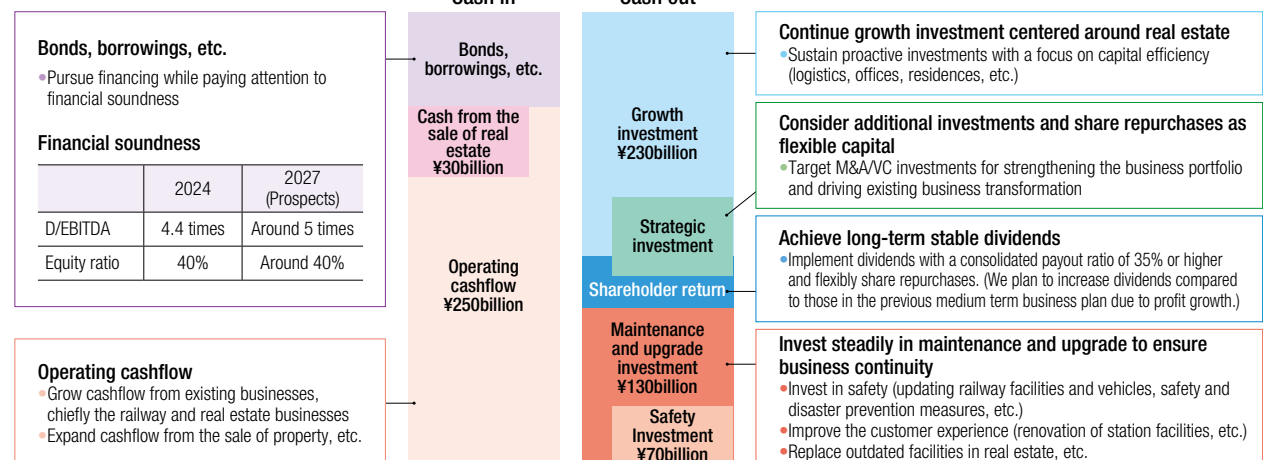 Cash in
Cash out
Bonds, borrowings, etc.
•Pursue financing while paying attention to
financial soundness
Financial soundness
2024
2027
(Prospects)
D/EBITDA
4.4 times
Around 5 times
Equity ratio
40%
Around 40%
Operating cashflow
•Grow cashflow from existing businesses,
chiefly the railway and real estate businesses
•Expand cashflow from the sale of property, etc.
Bonds,
borrowings, etc.
Cash from the
sale of real
estate
¥30billion
Operating
cashflow
¥250billion
Growth
investment
¥230billion
Strategic
investment
Shareholder return
Maintenance
and upgrade
investment
¥130billion
Safety
Investment
¥70billion
Continue growth investment centered around real estate
•Sustain proactive investments with a focus on capital efficiency
(logistics, offices, residences, etc.)
Consider additional investments and share repurchases as
flexible capital
•Target M&A/VC investments for strengthening the business portfolio
and driving existing business transformation
Achieve long-term stable dividends
•Implement dividends with a consolidated payout ratio of 35% or higher
and flexibly share repurchases. (We plan to increase dividends compared
to those in the previous medium term business plan due to profit growth.)
Invest steadily in maintenance and upgrade to ensure
business continuity
•Invest in safety (updating railway facilities and vehicles, safety and
disaster prevention measures, etc.)
•Improve the customer experience (renovation of station facilities, etc.)
•Replace outdated facilities in real estate, etc.